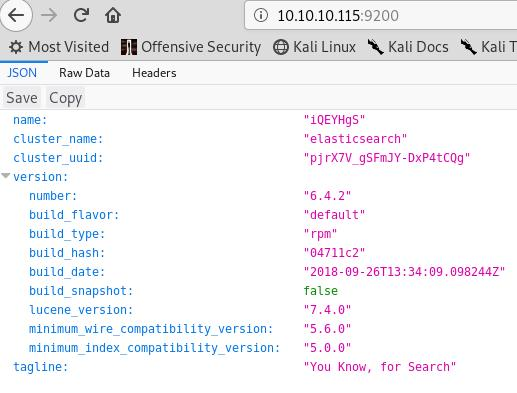 10.10.10.115:9200
Most Visited Offensive Security Kali Linux Kali Docs Kali T
JSON Raw Data Headers
Save Copy
name: "iQEYHgS"
cluster_name: "elasticsearch"
cluster_uuid: "pjrX7V_gSFmJY-DxP4tCQg"
version:
number: "6.4.2"
build_flavor: "default"
build_type: "rpm"
build_hash: "04711c2"
build_date: "2018-09-26T13:34:09.098244Z"
build_snapshot: false
lucene_version: "7.4.0"
minimum_wire_compatibility_version: "5.6.0"
minimum_index_compatibility_version: "5.0.0"
tagline: "You Know, for Search"